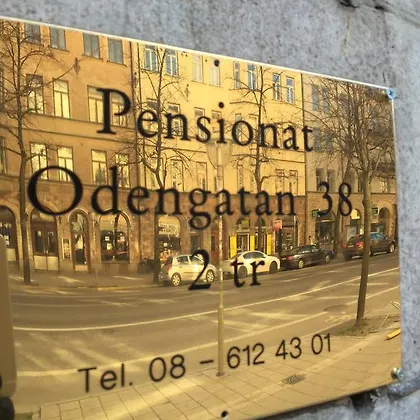 Pensionat
Odengatan 38
2 tr
Tel. 08 – 612 43 01